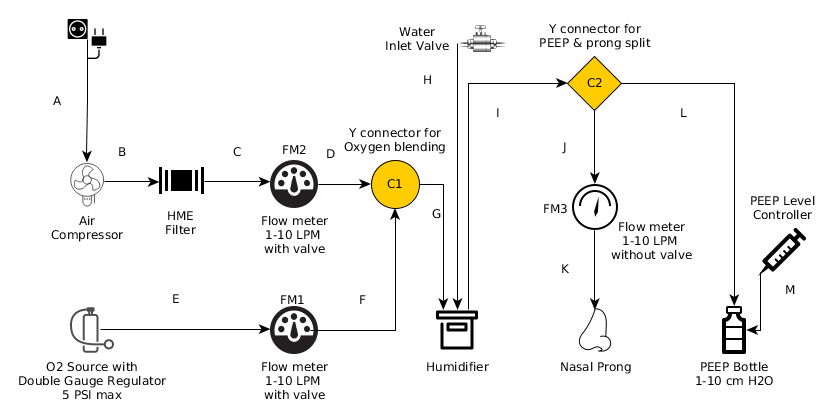 Water
Inlet Valve
Y connector for
PEEP & prong split
H
C2
A
I
L
Y connector for
Oxygen blending
FM2
B
C
D
J
C1
Air
Compressor
HME
Filter
Flow meter
1-10 LPM
with valve
G
FM3
Flow meter
1-10 LPM
without valve
PEEP Level
Controller
K
M
E
F
FM1
O2 Source with
Double Gauge Regulator
5 PSI max
Flow meter
1-10 LPM
with valve
Humidifier
Nasal Prong
PEEP Bottle
1-10 cm H2O